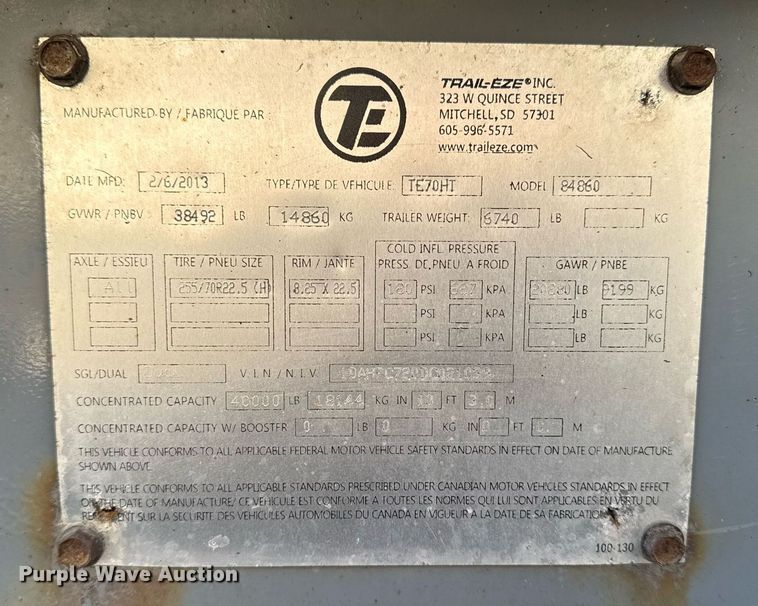 TE
TRAIL-EZE® INC.
323 W QUINCE STREET
MITCHELL, SD 57301
605-996-5571
www.traileze.com
MANUFACTURED BY / FABRIQUE PAR :
DATE MFD: 2/6/2013 TYPE/TYPE DE VEHICULE: TE70HT MODEL 84860
GVWR / PNBV 38492 LB 14860 KG TRAILER WEIGHT: 6740 LB KG
AXLE / ESSIEU TIRE / PNEU SIZE RIM / JANTE COLD INFL. PRESSURE PRESS. DE PNEU A FROID GAWR / PNBE
ALL 255/70R22.5 (H) 8.25 X 22.5 120 PSI KPA LB 9199 KG
PSI KPA LB KG
PSI KPA LB KG
SGL/DUAL V.I.N / N.I.V.
CONCENTRATED CAPACITY 40000 LB 18144 KG IN FT M
CONCENTRATED CAPACITY W/ BOOSTER 0 LB 0 KG IN 0 FT M
THIS VEHICLE CONFORMS TO ALL APPLICABLE FEDERAL MOTOR VEHICLE SAFETY STANDARDS IN EFFECT ON DATE OF MANUFACTURE
SHOWN ABOVE.
THIS VEHICLE CONFORMS TO ALL APPLICABLE STANDARDS PRESCRIBED UNDER CANADIAN MOTOR VEHICLES STANDARDS IN EFFECT
ON THE DATE OF MANUFACTURE/ CE VEHICULE EST CONFORME A TOUTES LES NORMES QUI LUI SONT APPLICABLES EN VERTU DU
REGLEMENT SUR LA SECURITE DES VEHICULES AUTOMOBILES DU CANADA EN VIGUEUR A LA DATE DE SA FABRICATION
100-130
Purple Wave Auction